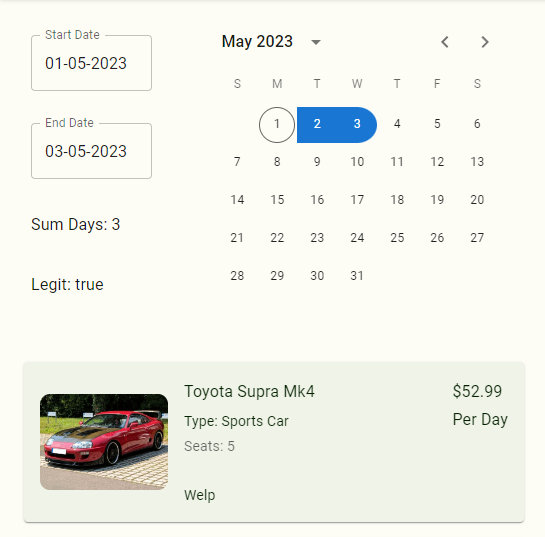 Start Date
01-05-2023
End Date
03-05-2023
Sum Days: 3
Legit: true
May 2023
S M T W T F S
1 2 3 4 5 6
7 8 9 10 11 12 13
14 15 16 17 18 19 20
21 22 23 24 25 26 27
28 29 30 31
Toyota Supra Mk4
Type: Sports Car
Seats: 5
Welp
$52.99
Per Day